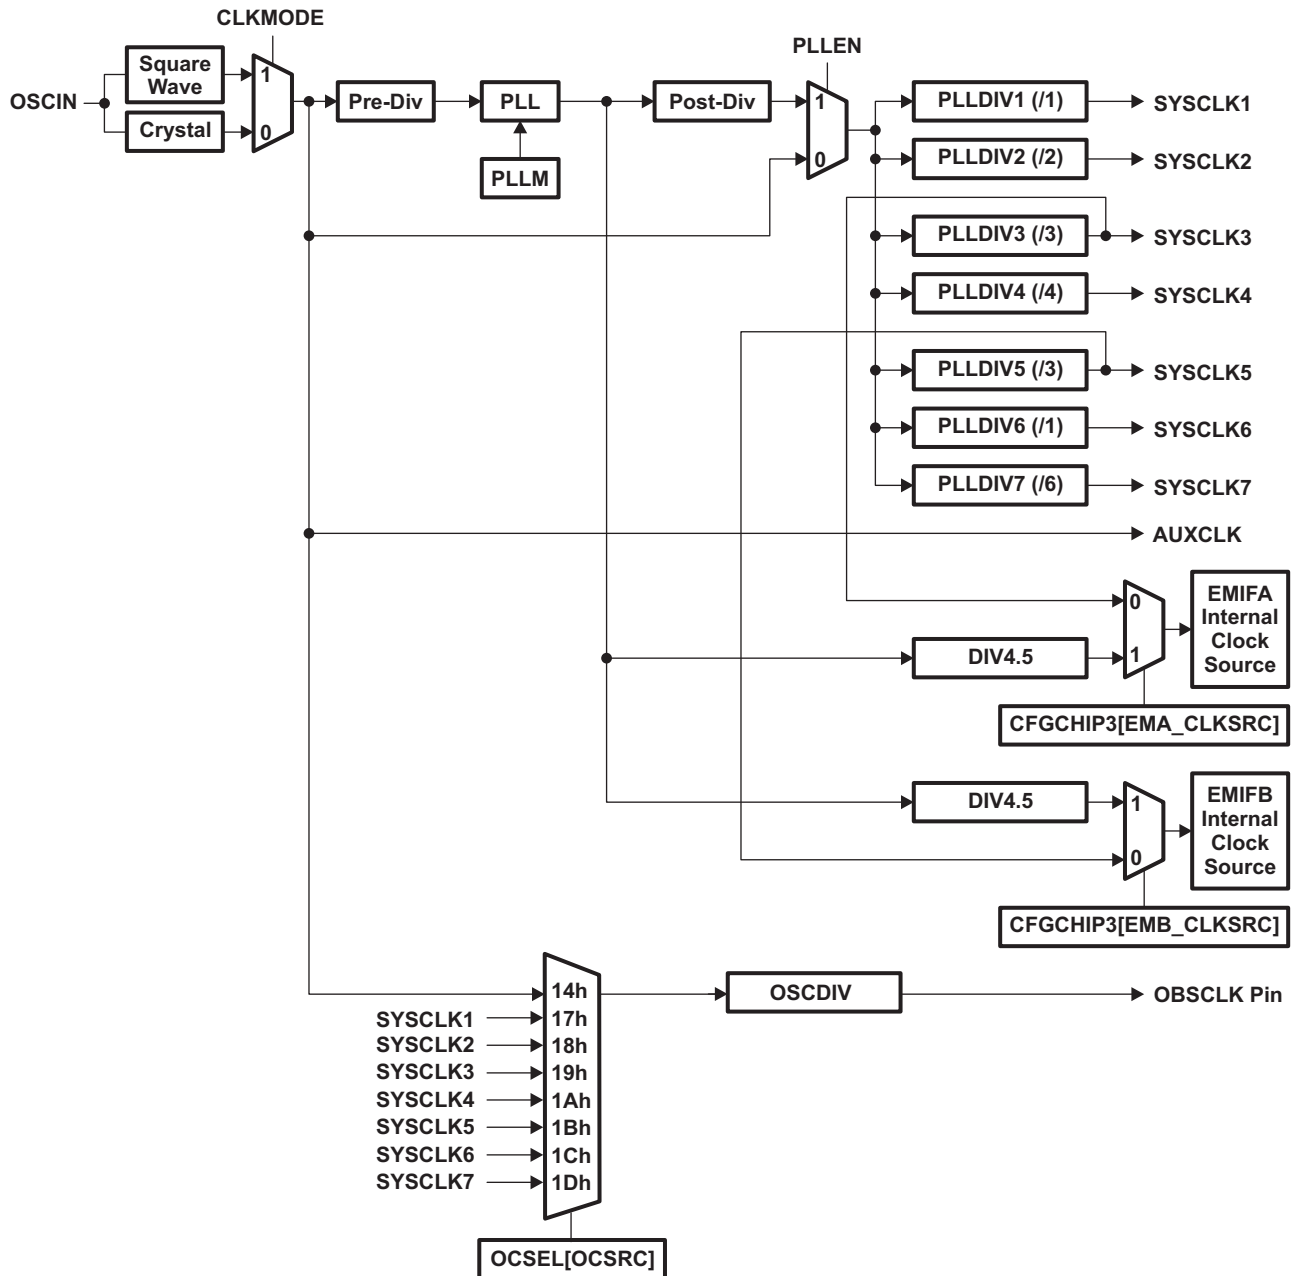 CLKMODE
Square
Wave
1
OSCIN
Crystal
0
Pre-Div
PLL
PLLM
Post-Div
PLLEN
1
0
PLLDIV1 (/1)
SYSCLK1
PLLDIV2 (/2)
SYSCLK2
PLLDIV3 (/3)
SYSCLK3
PLLDIV4 (/4)
SYSCLK4
PLLDIV5 (/3)
SYSCLK5
PLLDIV6 (/1)
SYSCLK6
PLLDIV7 (/6)
SYSCLK7
AUXCLK
0
1
EMIFA
Internal
Clock
Source
DIV4.5
CFGCHIP3[EMA_CLKSRC]
DIV4.5
1
0
EMIFB
Internal
Clock
Source
CFGCHIP3[EMB_CLKSRC]
14h
OSCDIV
OBSCLK Pin
SYSCLK1
17h
SYSCLK2
18h
SYSCLK3
19h
SYSCLK4
1Ah
SYSCLK5
1Bh
SYSCLK6
1Ch
SYSCLK7
1Dh
OCSEL[OCSRC]